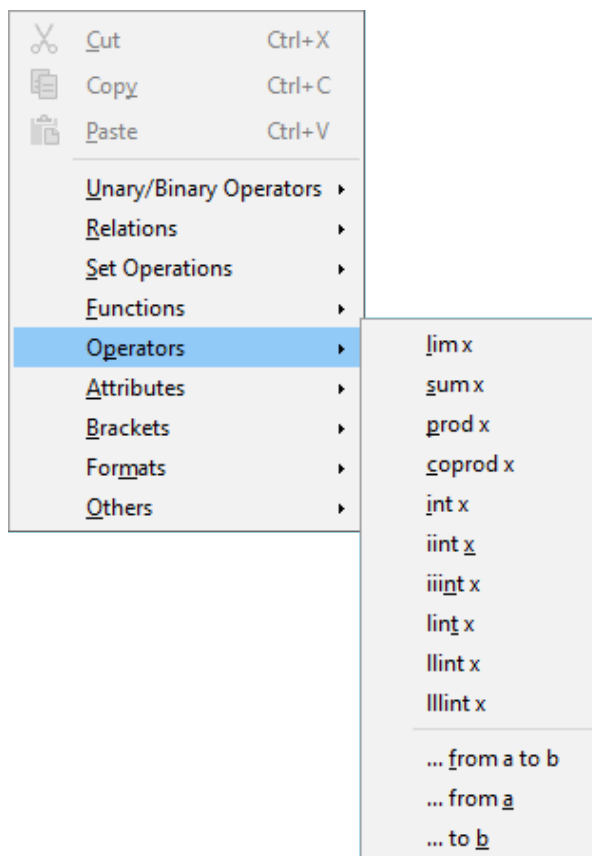 Cut Ctrl+X
Copy Ctrl+C
Paste Ctrl+V
Unary/Binary Operators
Relations
Set Operations
Functions
Operators
Attributes
Brackets
Formats
Others
lim x
sum x
prod x
coprod x
int x
iint x
iiint x
lint x
llint x
lllint x
... from a to b
... from a
... to b